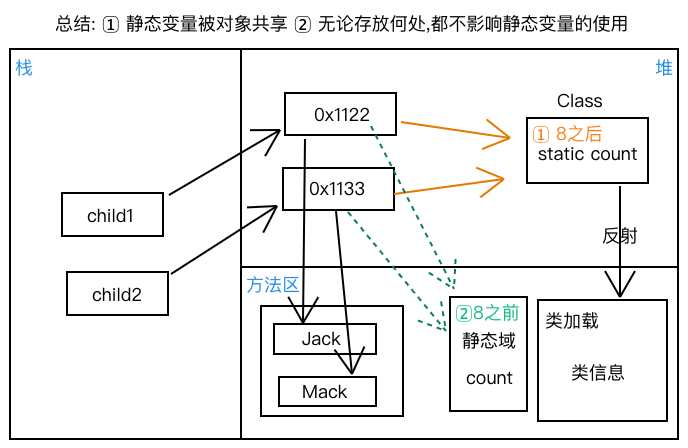 总结: ① 静态变量被对象共享 ② 无论存放何处,都不影响静态变量的使用
栈
堆
Class
0x1122
① 8之后
static count
0x1133
child1
反射
child2
方法区
②8之前
类加载
Jack
静态域
类信息
count
Mack